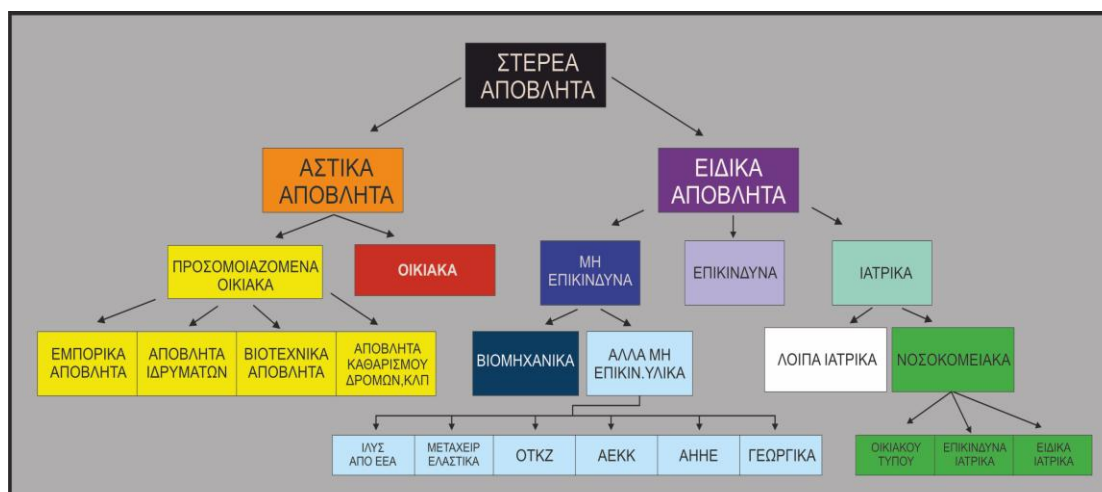 ΣΤΕΡΕΑ
ΑΠΟΒΛΗΤΑ
ΑΣΤΙΚΑ
ΑΠΟΒΛΗΤΑ
ΕΙΔΙΚΑ
ΑΠΟΒΛΗΤΑ
ΠΡΟΣΟΜΟΙΑΖΟΜΕΝΑ
ΟΙΚΙΑΚΑ
ΟΙΚΙΑΚΑ
ΜΗ
ΕΠΙΚΙΝΔΥΝΑ
ΕΠΙΚΙΝΔΥΝΑ
ΙΑΤΡΙΚΑ
ΕΜΠΟΡΙΚΑ
ΑΠΟΒΛΗΤΑ
ΑΠΟΒΛΗΤΑ
ΙΔΡΥΜΑΤΩΝ
ΒΙΟΤΕΧΝΙΚΑ
ΑΠΟΒΛΗΤΑ
ΑΠΟΒΛΗΤΑ
ΚΑΘΑΡΙΣΜΟΥ
ΔΡΟΜΩΝ,ΚΛΠ
ΒΙΟΜΗΧΑΝΙΚΑ
ΑΛΛΑ ΜΗ
ΕΠΙΚΙΝ.ΥΛΙΚΑ
ΛΟΙΠΑ ΙΑΤΡΙΚΑ
ΝΟΣΟΚΟΜΕΙΑΚΑ
ΙΛΥΣ
ΑΠΟ ΕΕΑ
ΜΕΤΑΧΕΙΡ
ΕΛΑΣΤΙΚΑ
ΟΤΚΖ
ΑΕΚΚ
ΑΗΗΕ
ΓΕΩΡΓΙΚΑ
ΟΙΚΙΑΚΟΥ
ΤΥΠΟΥ
ΕΠΙΚΙΝΔΥΝΑ
ΙΑΤΡΙΚΑ
ΕΙΔΙΚΑ
ΙΑΤΡΙΚΑ